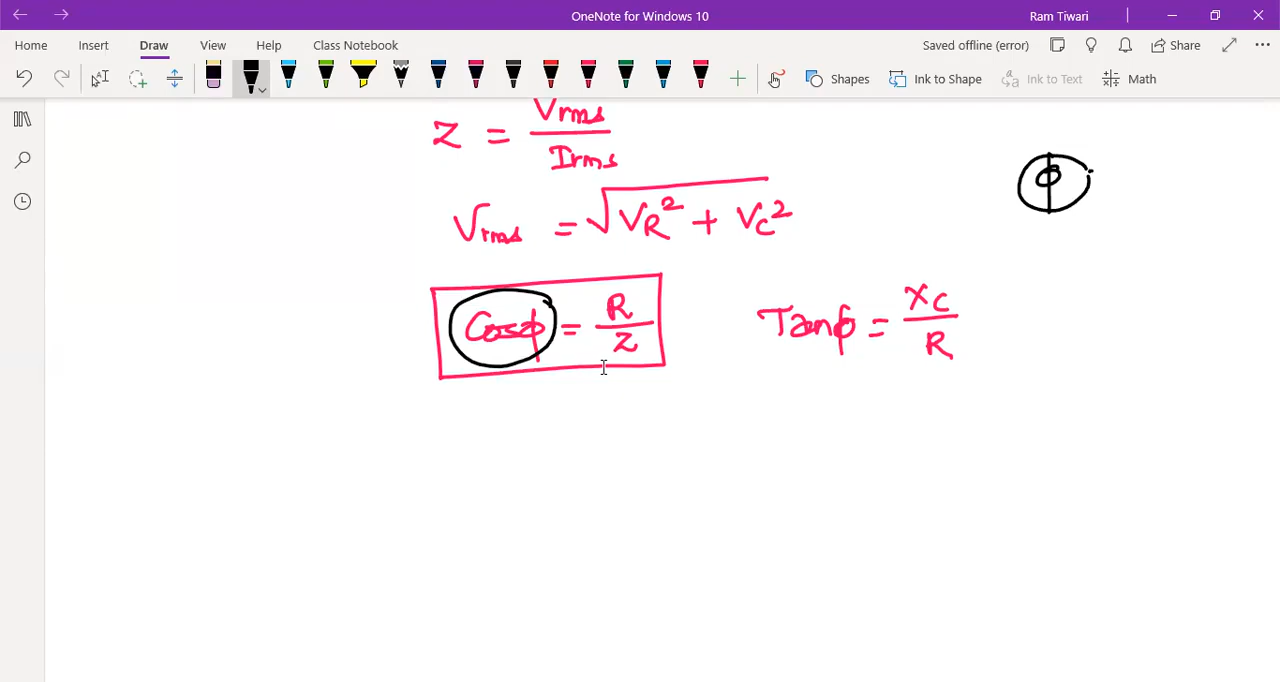 OneNote for Windows 10
Ram Tiwari
Home Insert Draw View Help Class Notebook
Saved offline (error) Share
Shapes Ink to Shape Ink to Text Math
Z = Vrms / Irms
Vrms = √VR² + VC²
Cosφ = R / Z
Tanφ = XC / R
φ